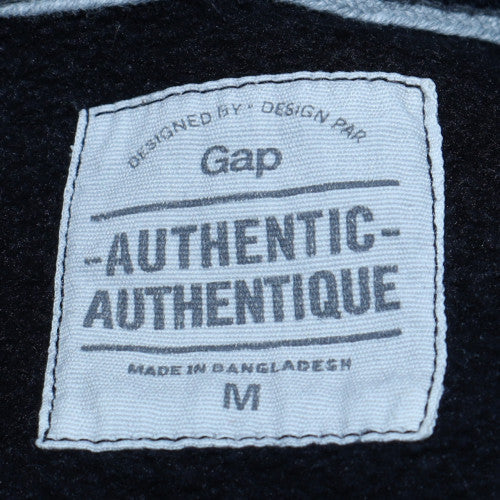 DESIGNED BY • DESIGN PAR
Gap
-AUTHENTIC-
AUTHENTIQUE
MADE IN BANGLADESH
M